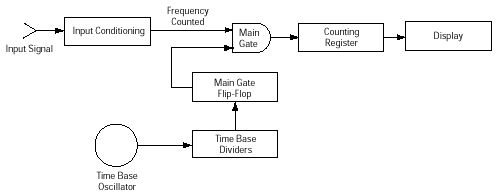 Frequency
Counted
Input Signal
Input Conditioning
Main
Gate
Counting
Register
Display
Main Gate
Flip-Flop
Time Base
Dividers
Time Base
Oscillator